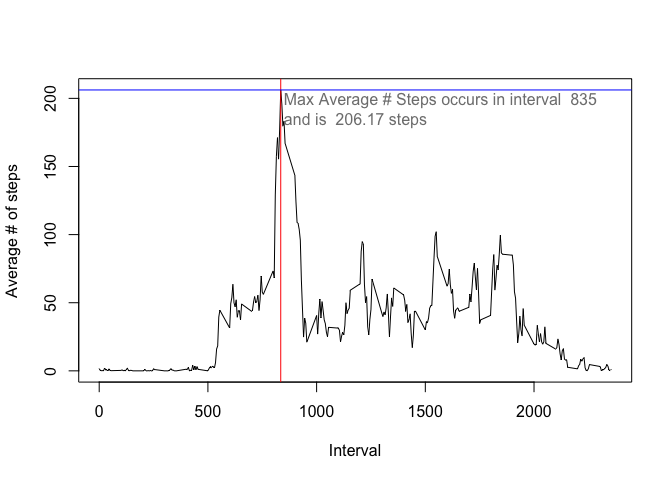 Max Average # Steps occurs in interval  835
and is  206.17 steps
Average # of steps
200
150
100
50
0
0
500
1000
1500
2000
Interval